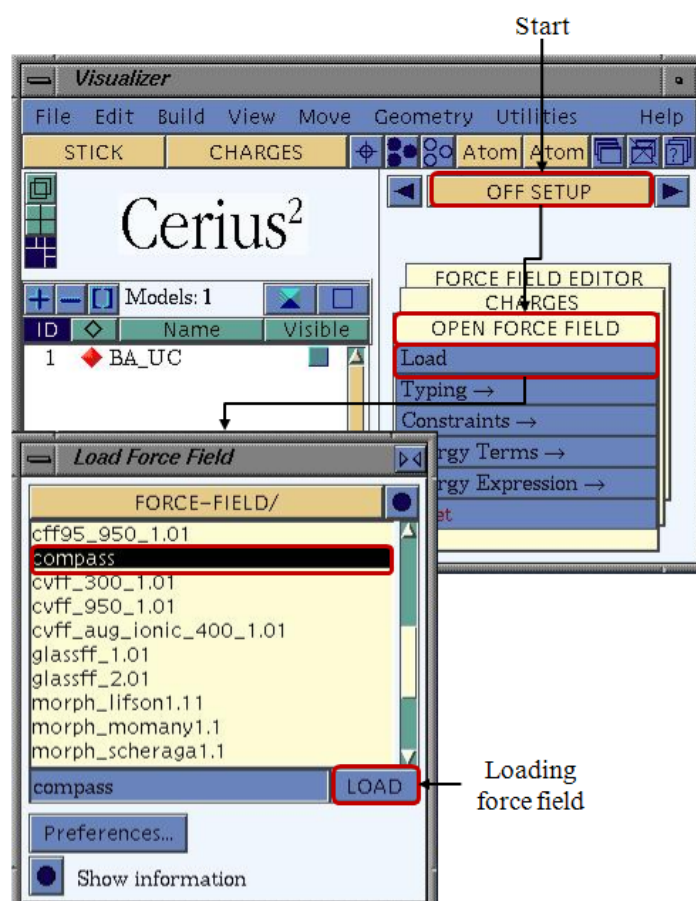 Start
Visualizer
File Edit Build View Move Geometry Utilities Help
STICK CHARGES Atom Atom
OFF SETUP
Cerius²
FORCE FIELD EDITOR
CHARGES
OPEN FORCE FIELD
Load
Typing →
Constraints →
rgy Terms →
rgy Expression →
et
Models: 1
ID Name Visible
1 BA_UC
Load Force Field
FORCE-FIELD/
cff95_950_1.01
compass
cvff_300_1.01
cvff_950_1.01
cvff_aug_ionic_400_1.01
glassff_1.01
glassff_2.01
morph_lifson1.11
morph_momany1.1
morph_scheraga1.1
compass LOAD
Loading
force field
Preferences...
Show information